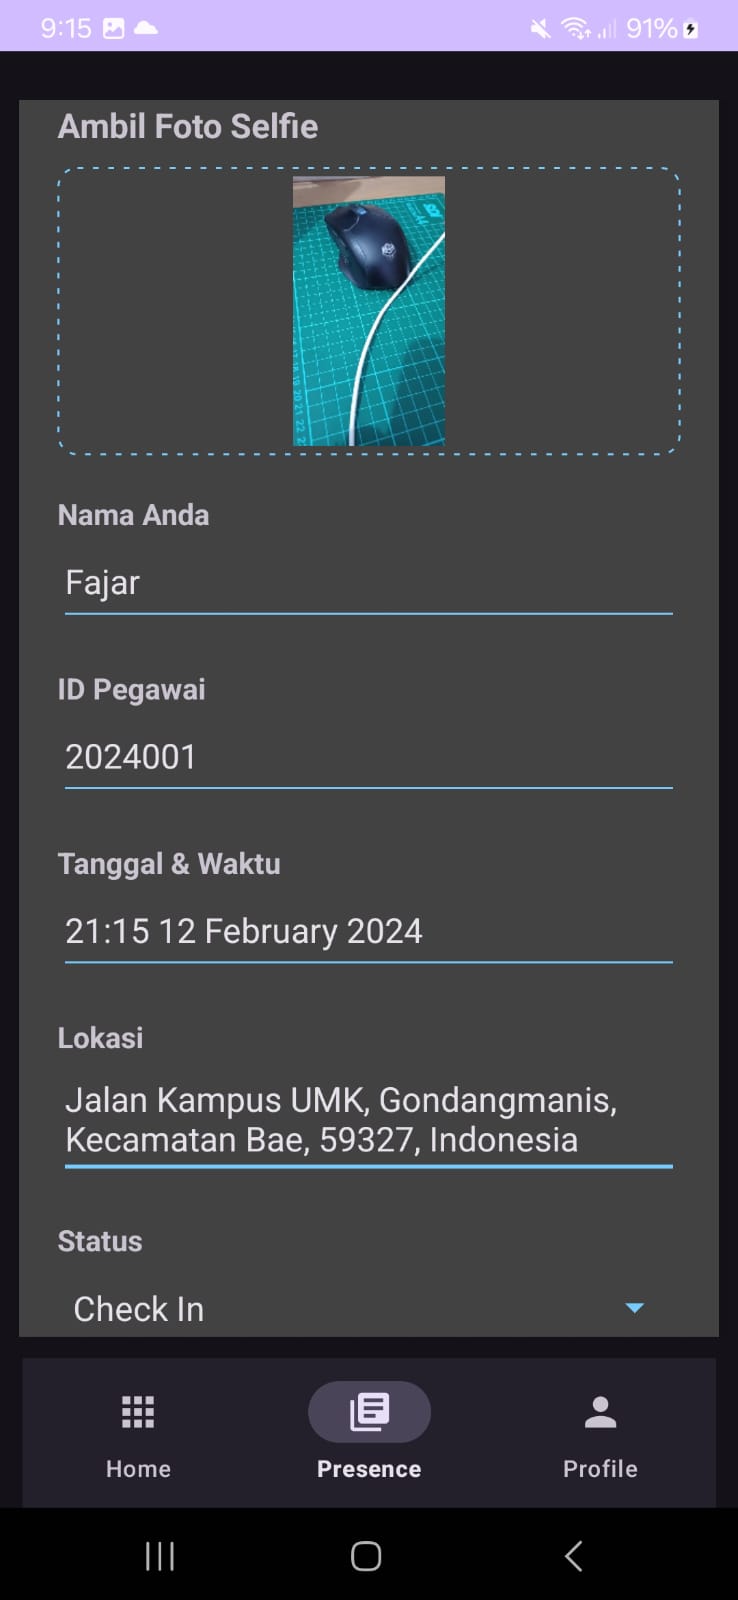 9:15
91%
Ambil Foto Selfie
Nama Anda
Fajar
ID Pegawai
2024001
Tanggal & Waktu
21:15 12 February 2024
Lokasi
Jalan Kampus UMK, Gondangmanis,
Kecamatan Bae, 59327, Indonesia
Status
Check In
Home
Presence
Profile